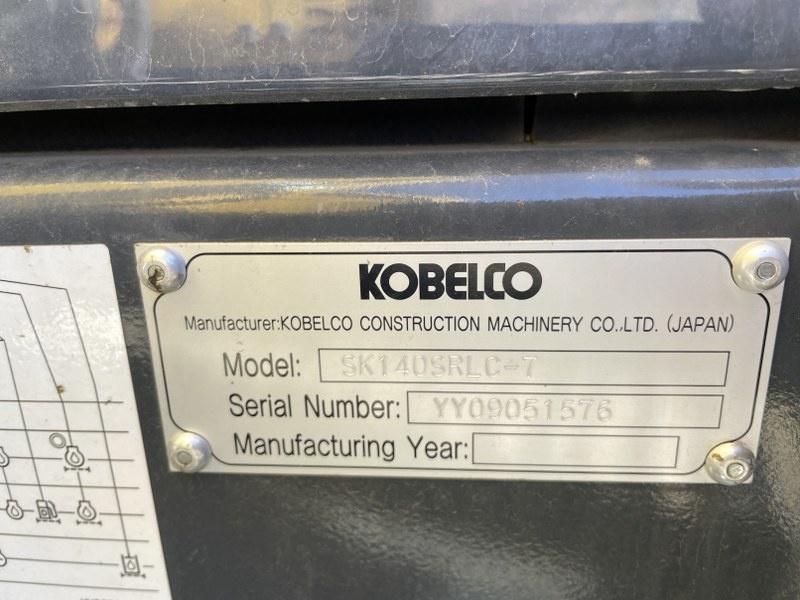 KOBELCO
Manufacturer:KOBELCO CONSTRUCTION MACHINERY CO.,LTD. (JAPAN)
Model: SK140SRLC-7
Serial Number: YY09051576
Manufacturing Year: